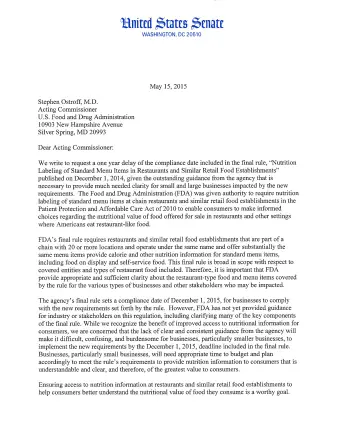 United States Senate
WASHINGTON, DC 20510
May 15, 2015
Stephen Ostroff, M.D.
Acting Commissioner
U.S. Food and Drug Administration
10903 New Hampshire Avenue
Silver Spring, MD 20993
Dear Acting Commissioner:
We write to request a one year delay of the compliance date included in the final rule, "Nutrition
Labeling of Standard Menu Items in Restaurants and Similar Retail Food Establishments"
published on December 1, 2014, given the outstanding guidance from the agency that is
necessary to provide much needed clarity for small and large businesses impacted by the new
requirements. The Food and Drug Administration (FDA) was given authority to require nutrition
labeling of standard menu items at chain restaurants and similar retail food establishments in the
Patient Protection and Affordable Care Act of 2010 to enable consumers to make informed
choices regarding the nutritional value of food offered for sale in restaurants and other settings
where Americans eat restaurant-like food.
FDA's final rule requires restaurants and similar retail food establishments that are part of a
chain with 20 or more locations and operate under the same name and offer substantially the
same menu items provide calorie and other nutrition information for standard menu items,
including food on display and self-service food. This final rule is broad in scope with respect to
covered entities and types of restaurant food included. Therefore, it is important that FDA
provide appropriate and sufficient clarity about the restaurant-type food and menu items covered
by the rule for the various types of businesses and other stakeholders who may be impacted.
The agency's final rule sets a compliance date of December 1, 2015, for businesses to comply
with the new requirements set forth by the rule. However, FDA has not yet provided guidance
for industry or stakeholders on this regulation, including clarifying many of the key components
of the final rule. While we recognize the benefit of improved access to nutritional information for
consumers, we are concerned that the lack of clear and consistent guidance from the agency will
make it difficult, confusing, and burdensome for businesses, particularly smaller businesses, to
implement the new requirements by the December 1, 2015, deadline included in the final rule.
Businesses, particularly small businesses, will need appropriate time to budget and plan
accordingly to meet the rule's requirements to provide nutrition information to consumers that is
understandable and clear, and therefore, of the greatest value to consumers.
Ensuring access to nutrition information at restaurants and similar retail food establishments to
help consumers better understand the nutritional value of food they consume is a worthy goal.